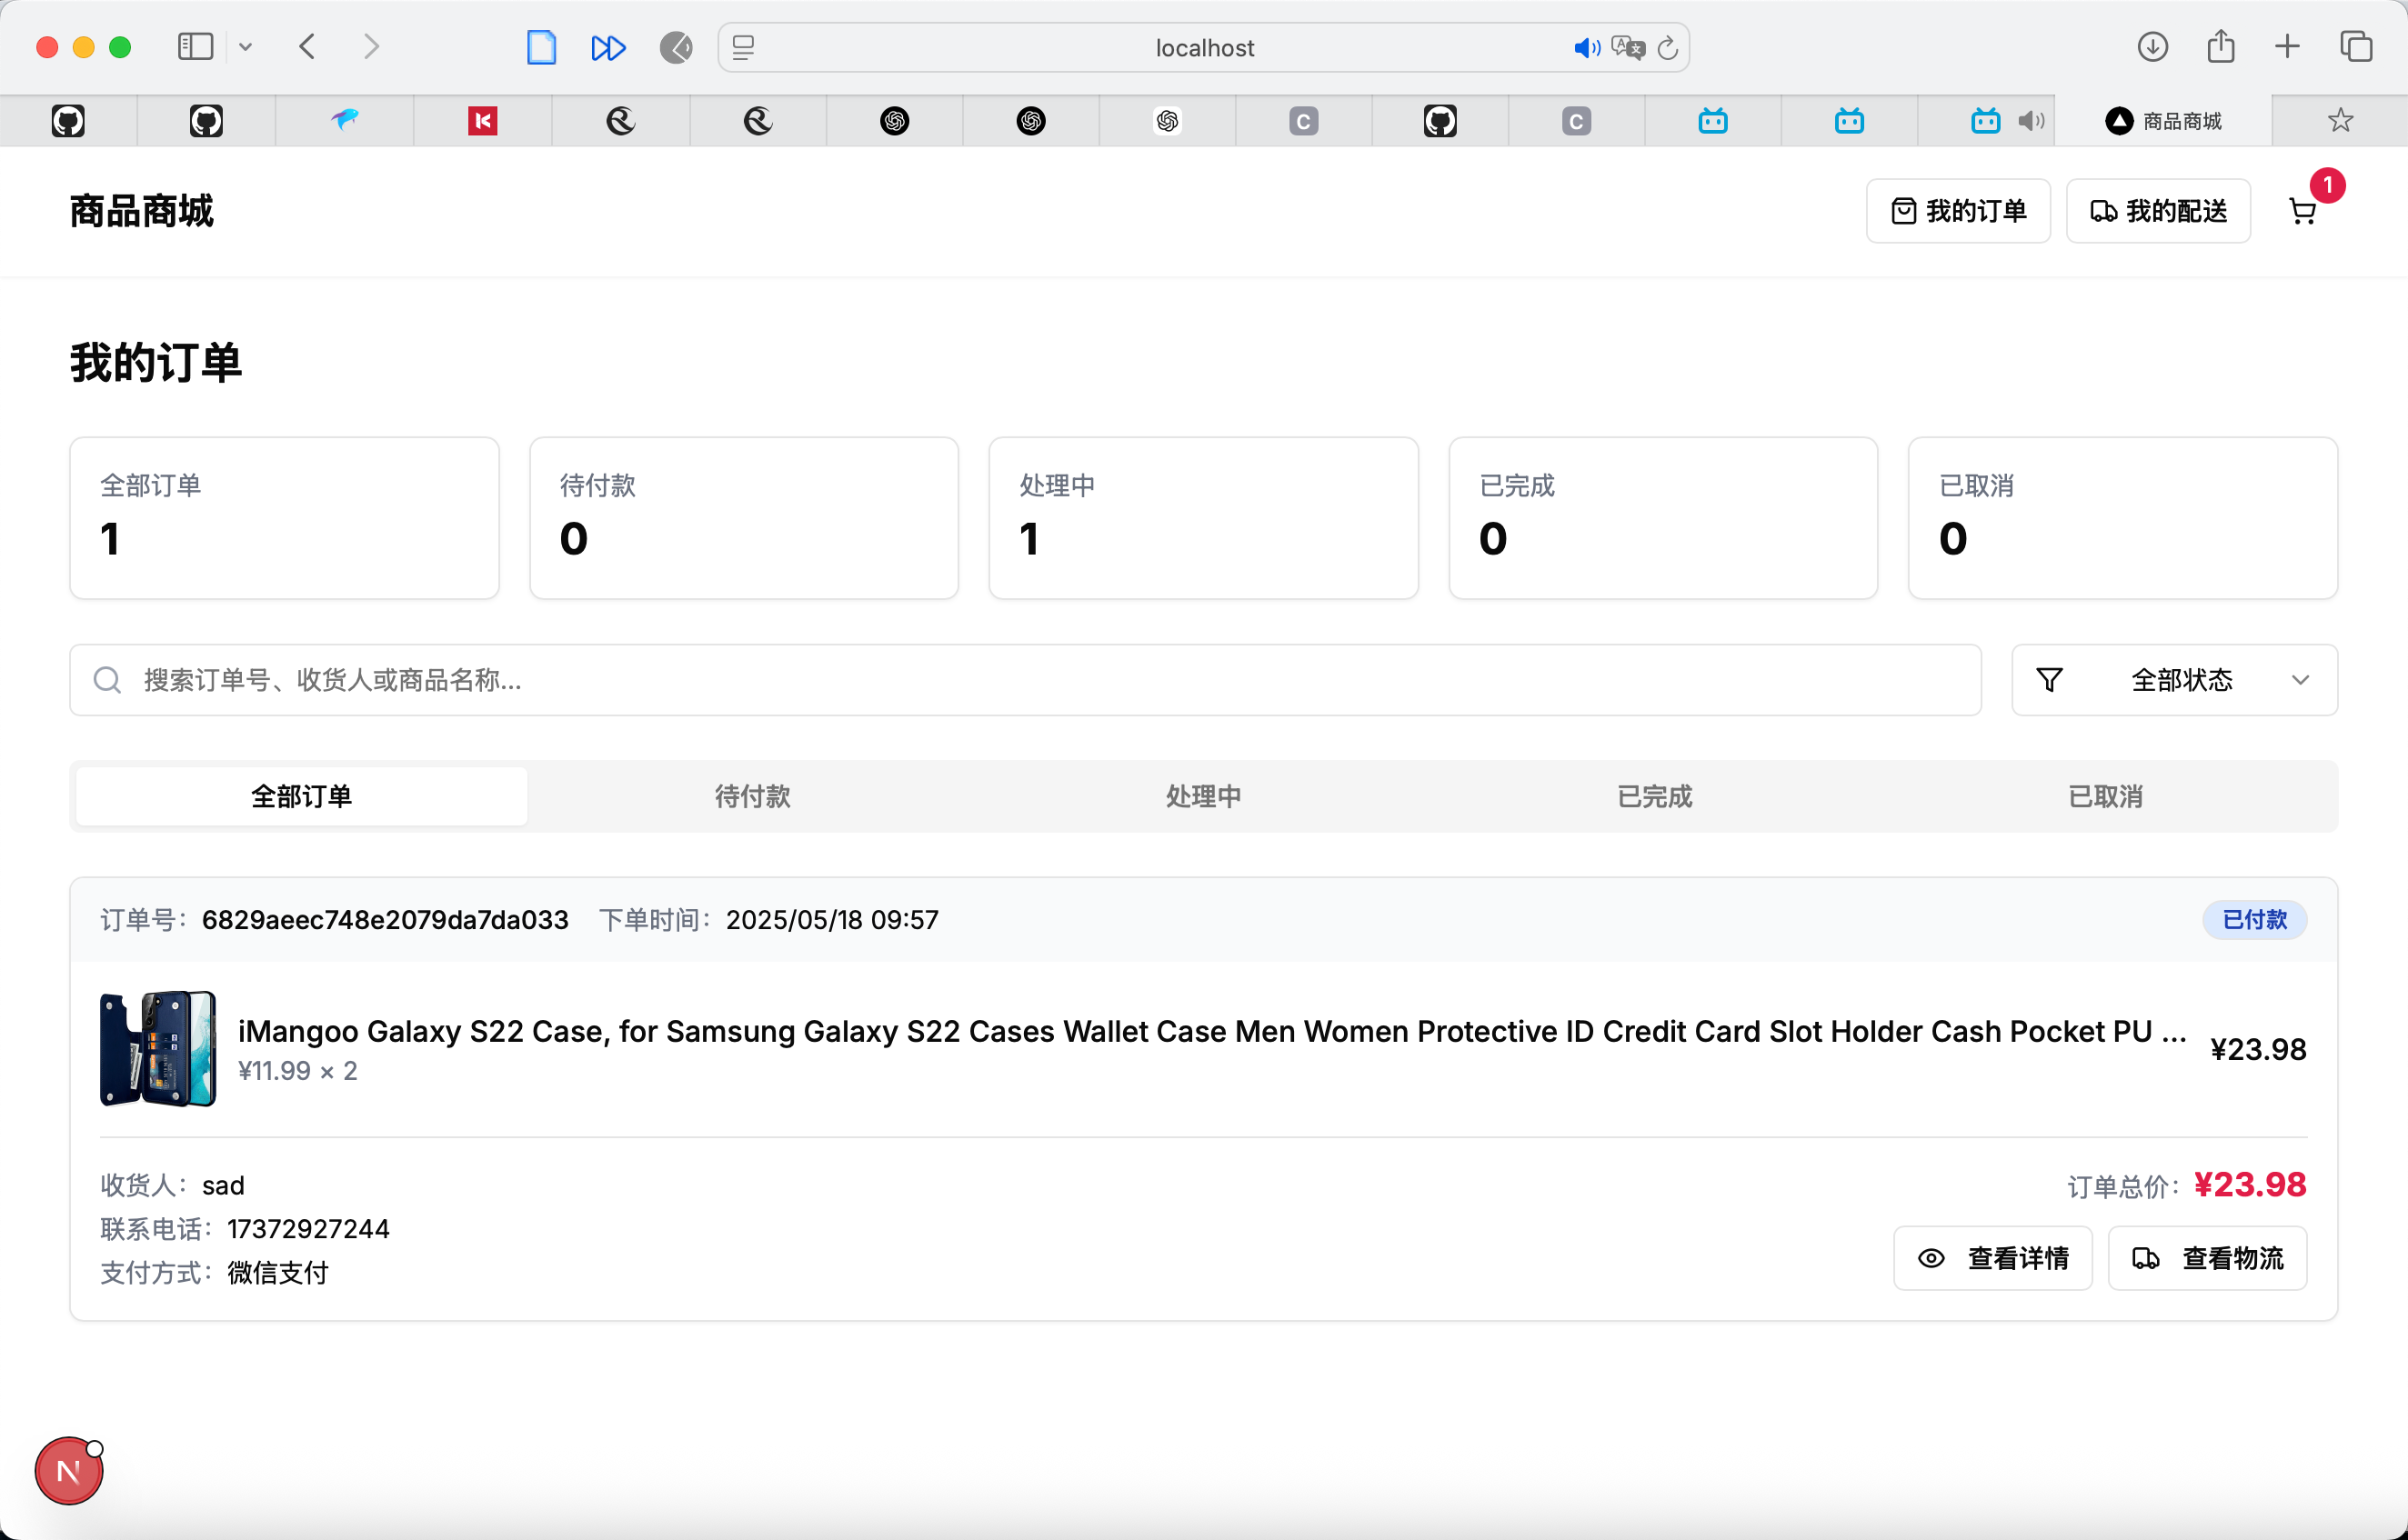 localhost
C
C
商品商城
商品商城
我的订单
我的配送
1
我的订单
全部订单
1
待付款
0
处理中
1
已完成
0
已取消
0
搜索订单号、收货人或商品名称...
全部状态
全部订单
待付款
处理中
已完成
已取消
订单号： 6829aeec748e2079da7da033 下单时间： 2025/05/18 09:57
已付款
iMangoo Galaxy S22 Case, for Samsung Galaxy S22 Cases Wallet Case Men Women Protective ID Credit Card Slot Holder Cash Pocket PU ...
¥11.99 × 2
¥23.98
收货人： sad
联系电话： 17372927244
支付方式： 微信支付
订单总价： ¥23.98
查看详情
查看物流
N